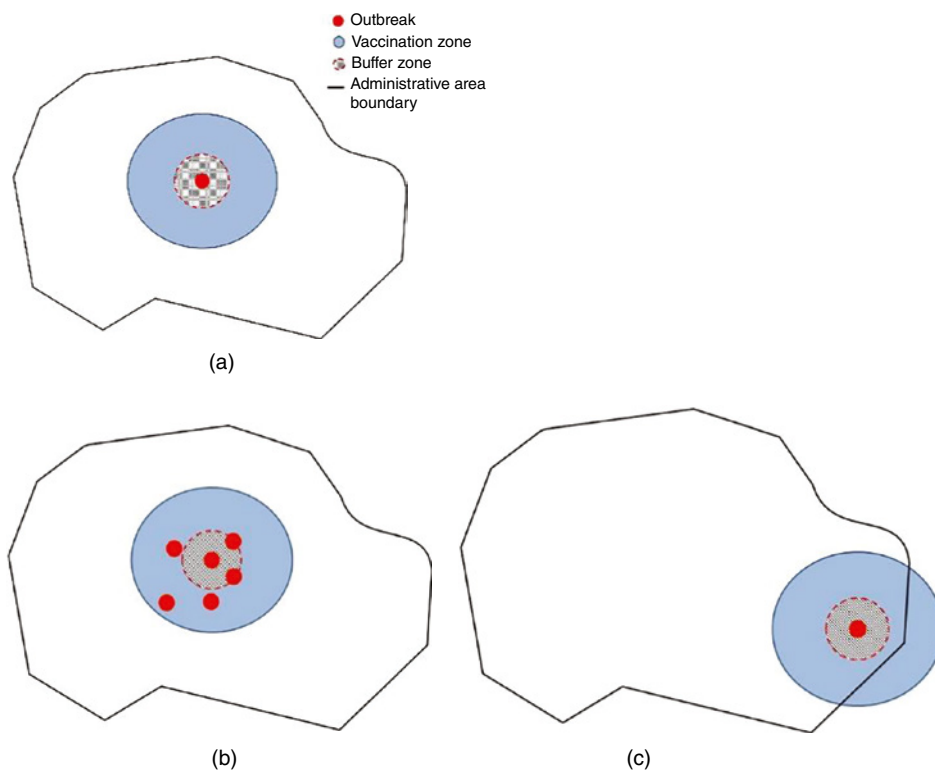 Outbreak
Vaccination zone
Buffer zone
Administrative area
boundary
(a)
(b)
(c)